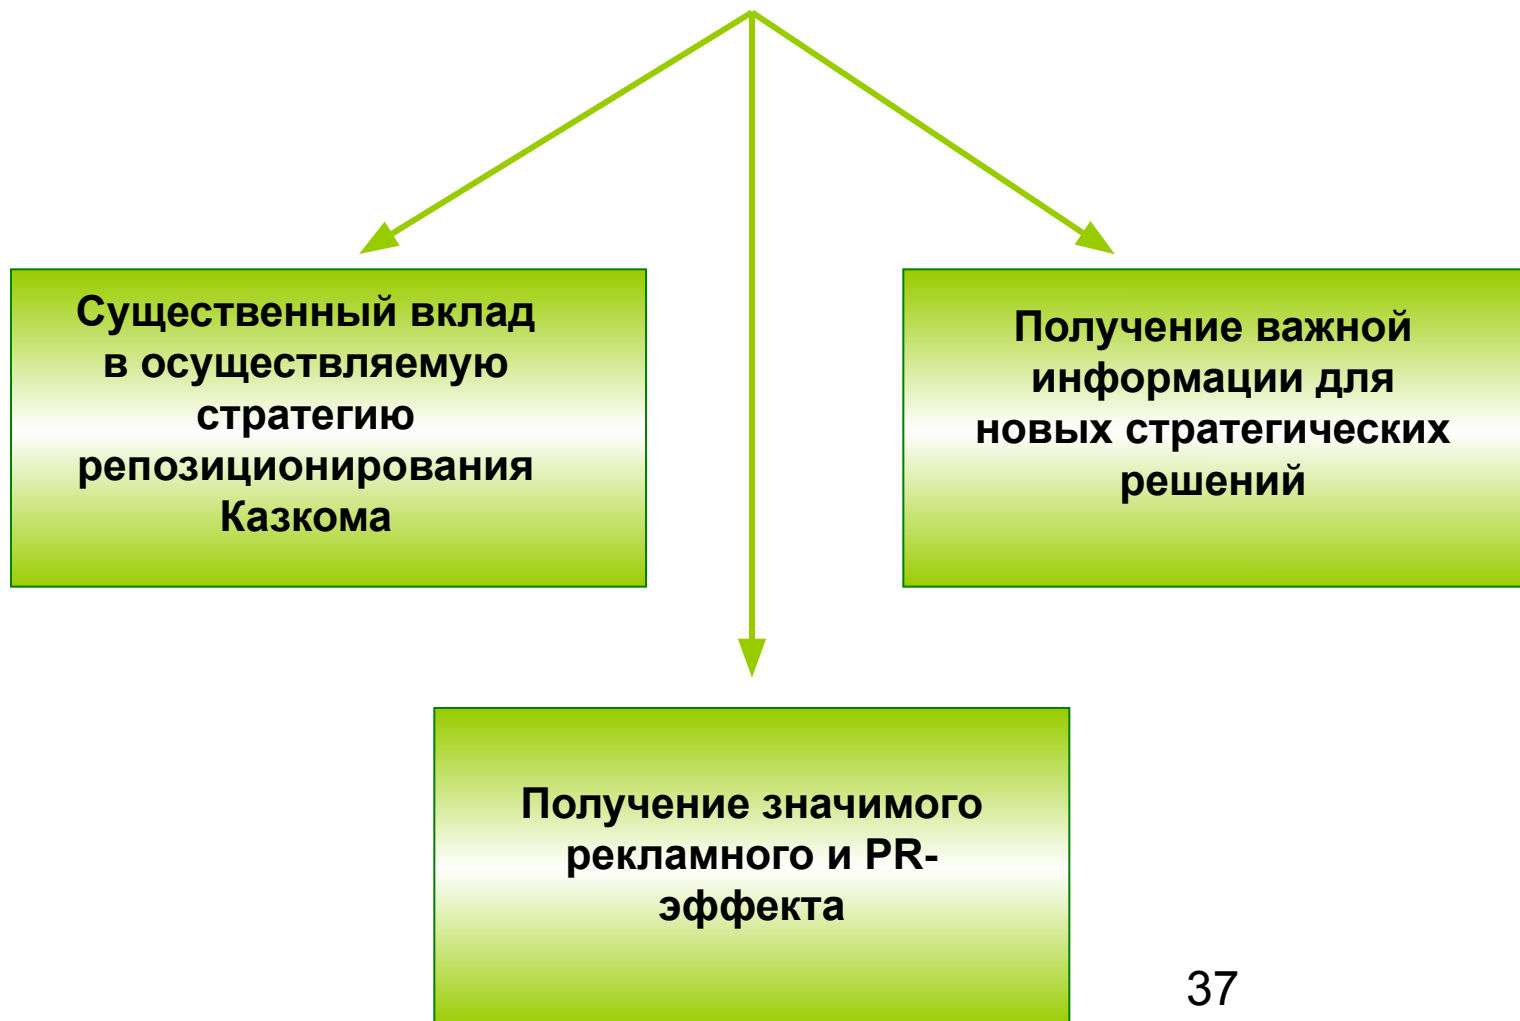 Существенный вклад
в осуществляемую
стратегию
репозиционирования
Казкома
Получение важной
информации для
новых стратегических
решений
Получение значимого
рекламного и PR-
эффекта
37